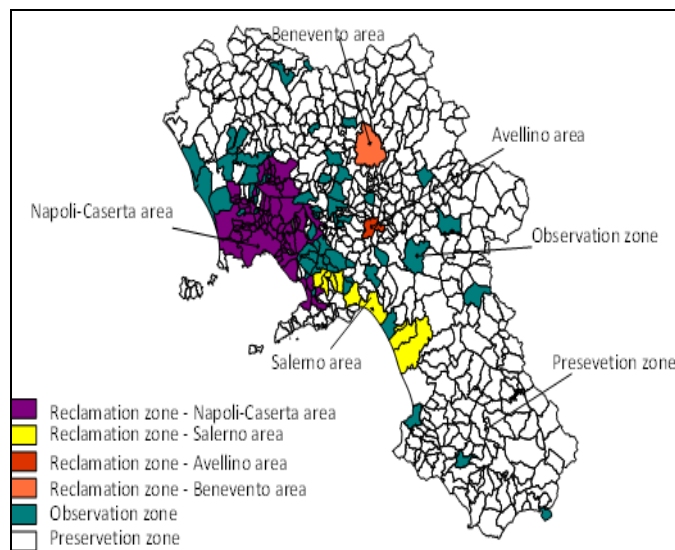 Benevento area
Avellino area
Napoli-Caserta area
Observation zone
Salerno area
Presevetion zone
Reclamation zone - Napoli-Caserta area
Reclamation zone - Salerno area
Reclamation zone - Avellino area
Reclamation zone - Benevento area
Observation zone
Preservetion zone